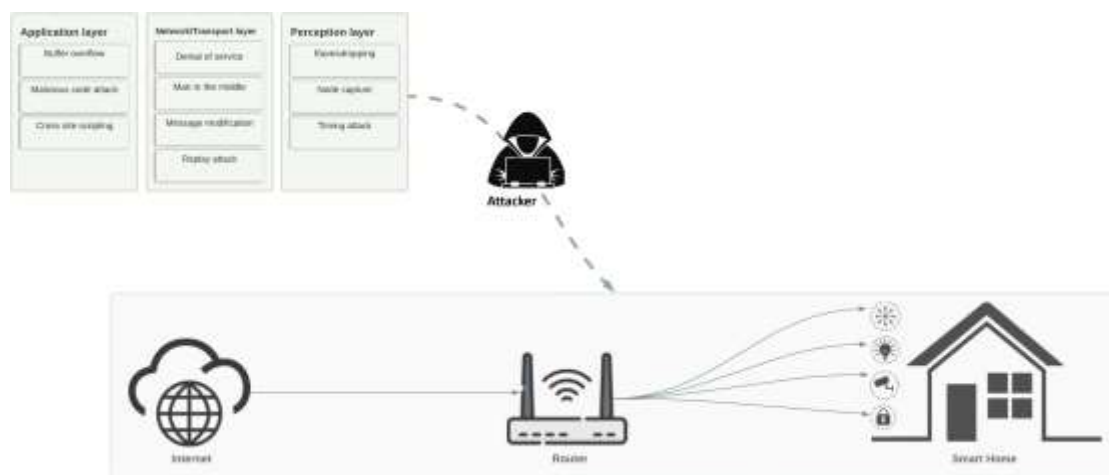 Application layer
Buffer overflow
Malicious code attack
Cross site scripting
Network/Transport layer
Denial of service
Man in the middle
Message modification
Replay attack
Perception layer
Eavesdropping
Node capture
Timing attack
Attacker
Internet
Router
Smart Home